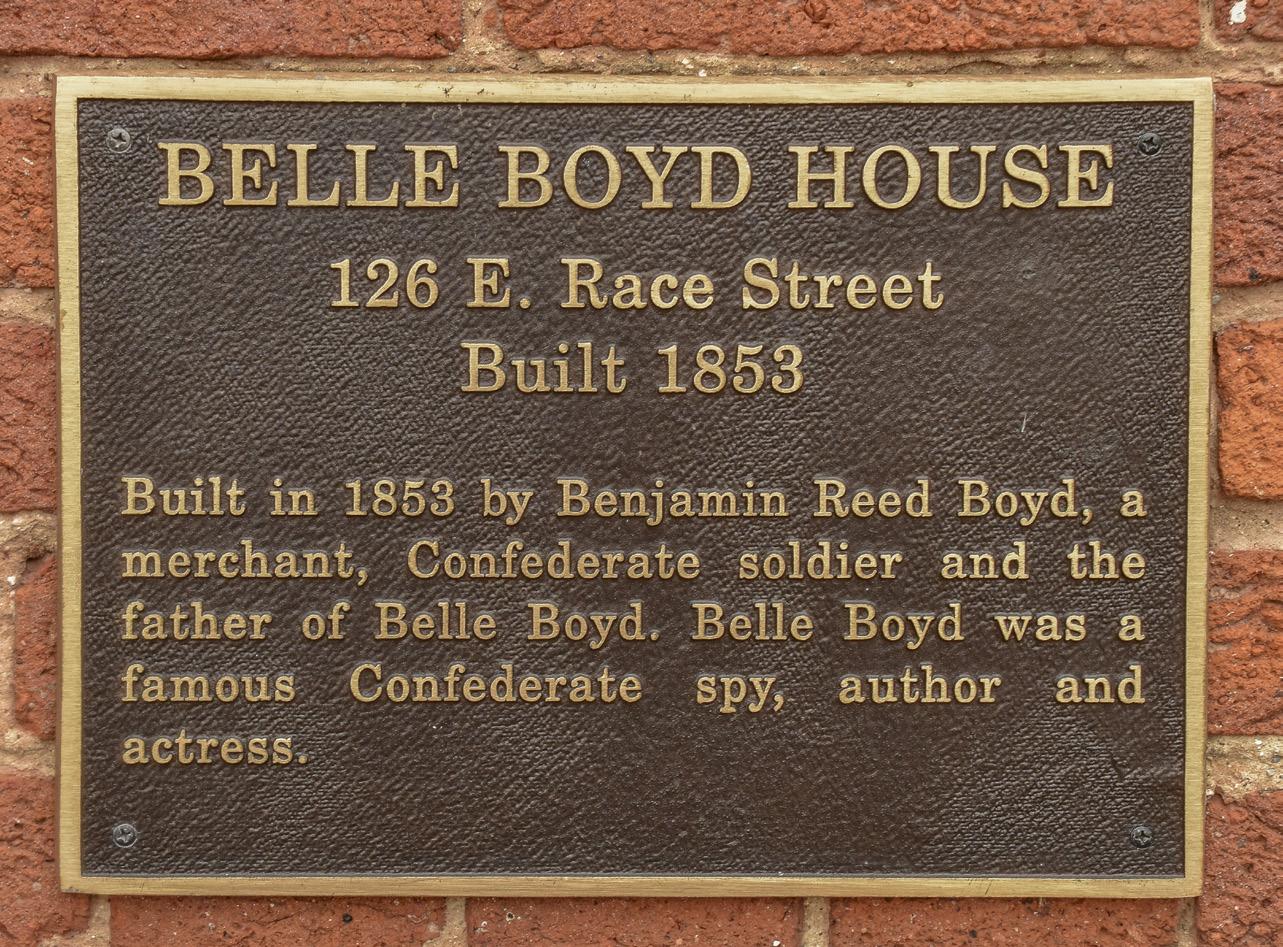 BELLE BOYD HOUSE
126 E. Race Street
Built 1853
Built in 1853 by Benjamin Reed Boyd, a
merchant, Confederate soldier and the
father of Belle Boyd. Belle Boyd was a
famous Confederate spy, author and
actress.